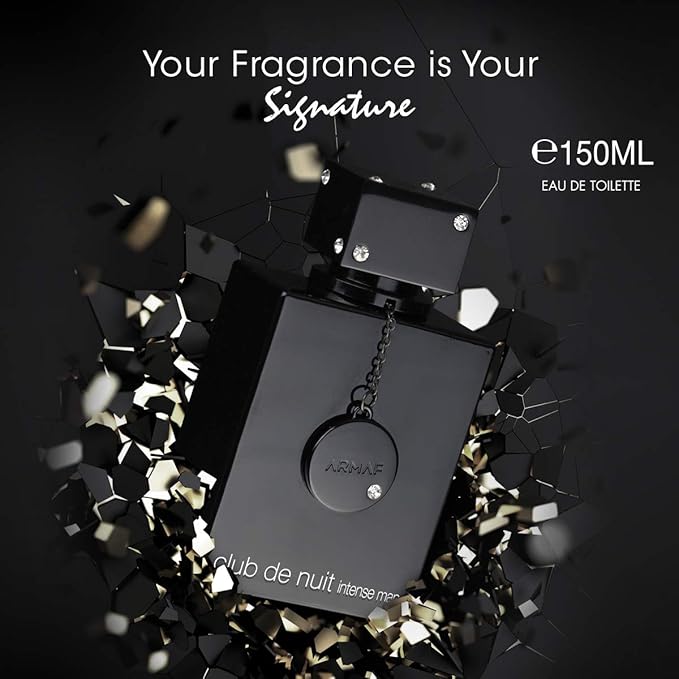 Your Fragrance is Your
Signature
℮150ML
EAU DE TOILETTE
ARMAF
club de nuit intense man